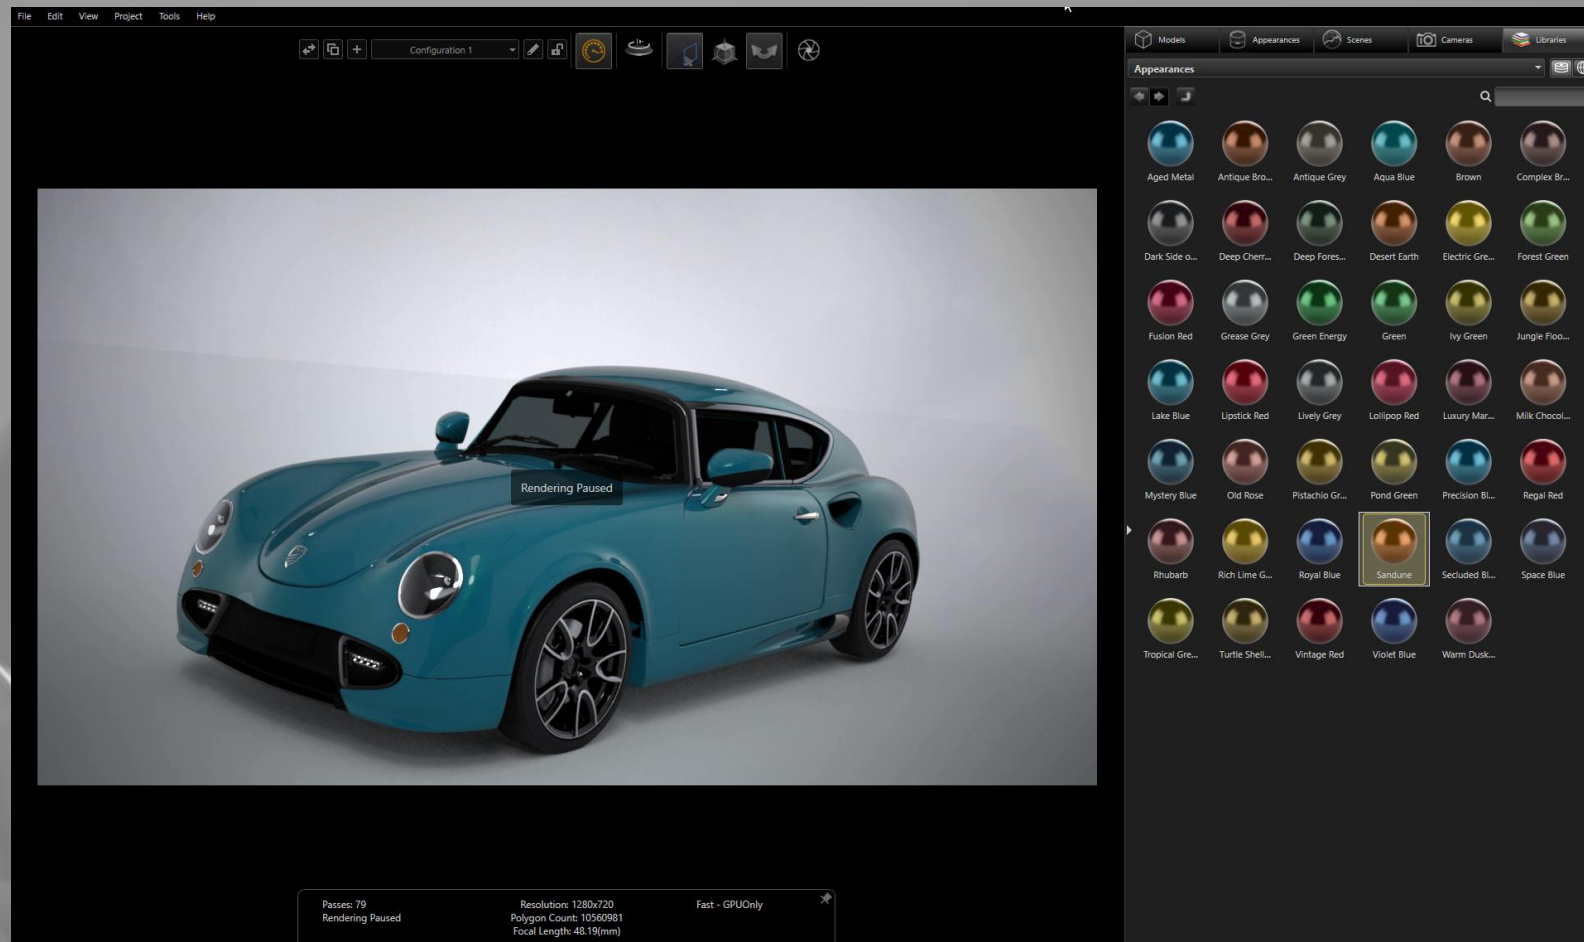 File Edit View Project Tools Help
Configuration 1
Models Appearances Scenes Cameras Libraries
Appearances
Aged Metal Antique Bro... Antique Grey Aqua Blue Brown Complex Br...
Dark Side o... Deep Cherr... Deep Fores... Desert Earth Electric Gre... Forest Green
Fusion Red Grease Grey Green Energy Green Ivy Green Jungle Floo...
Lake Blue Lipstick Red Lively Grey Lollipop Red Luxury Mar... Milk Chocol...
Mystery Blue Old Rose Pistachio Gr... Pond Green Precision Bl... Regal Red
Rhubarb Rich Lime G... Royal Blue Sandune Secluded Bl... Space Blue
Tropical Gre... Turtle Shell... Vintage Red Violet Blue Warm Dusk...
Rendering Paused
Passes: 79 Resolution: 1280x720 Fast - GPUOnly
Rendering Paused Polygon Count: 10560981
Focal Length: 48.19(mm)